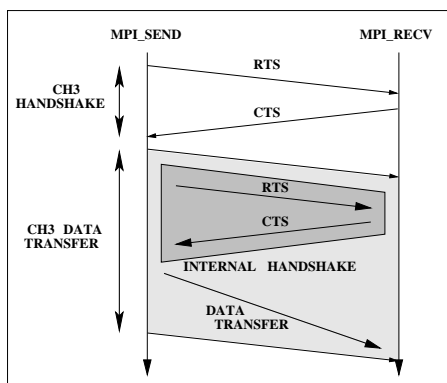 MPI_SEND
MPI_RECV
RTS
CH3
HANDSHAKE
CTS
RTS
CTS
CH3 DATA
TRANSFER
INTERNAL HANDSHAKE
DATA
TRANSFER